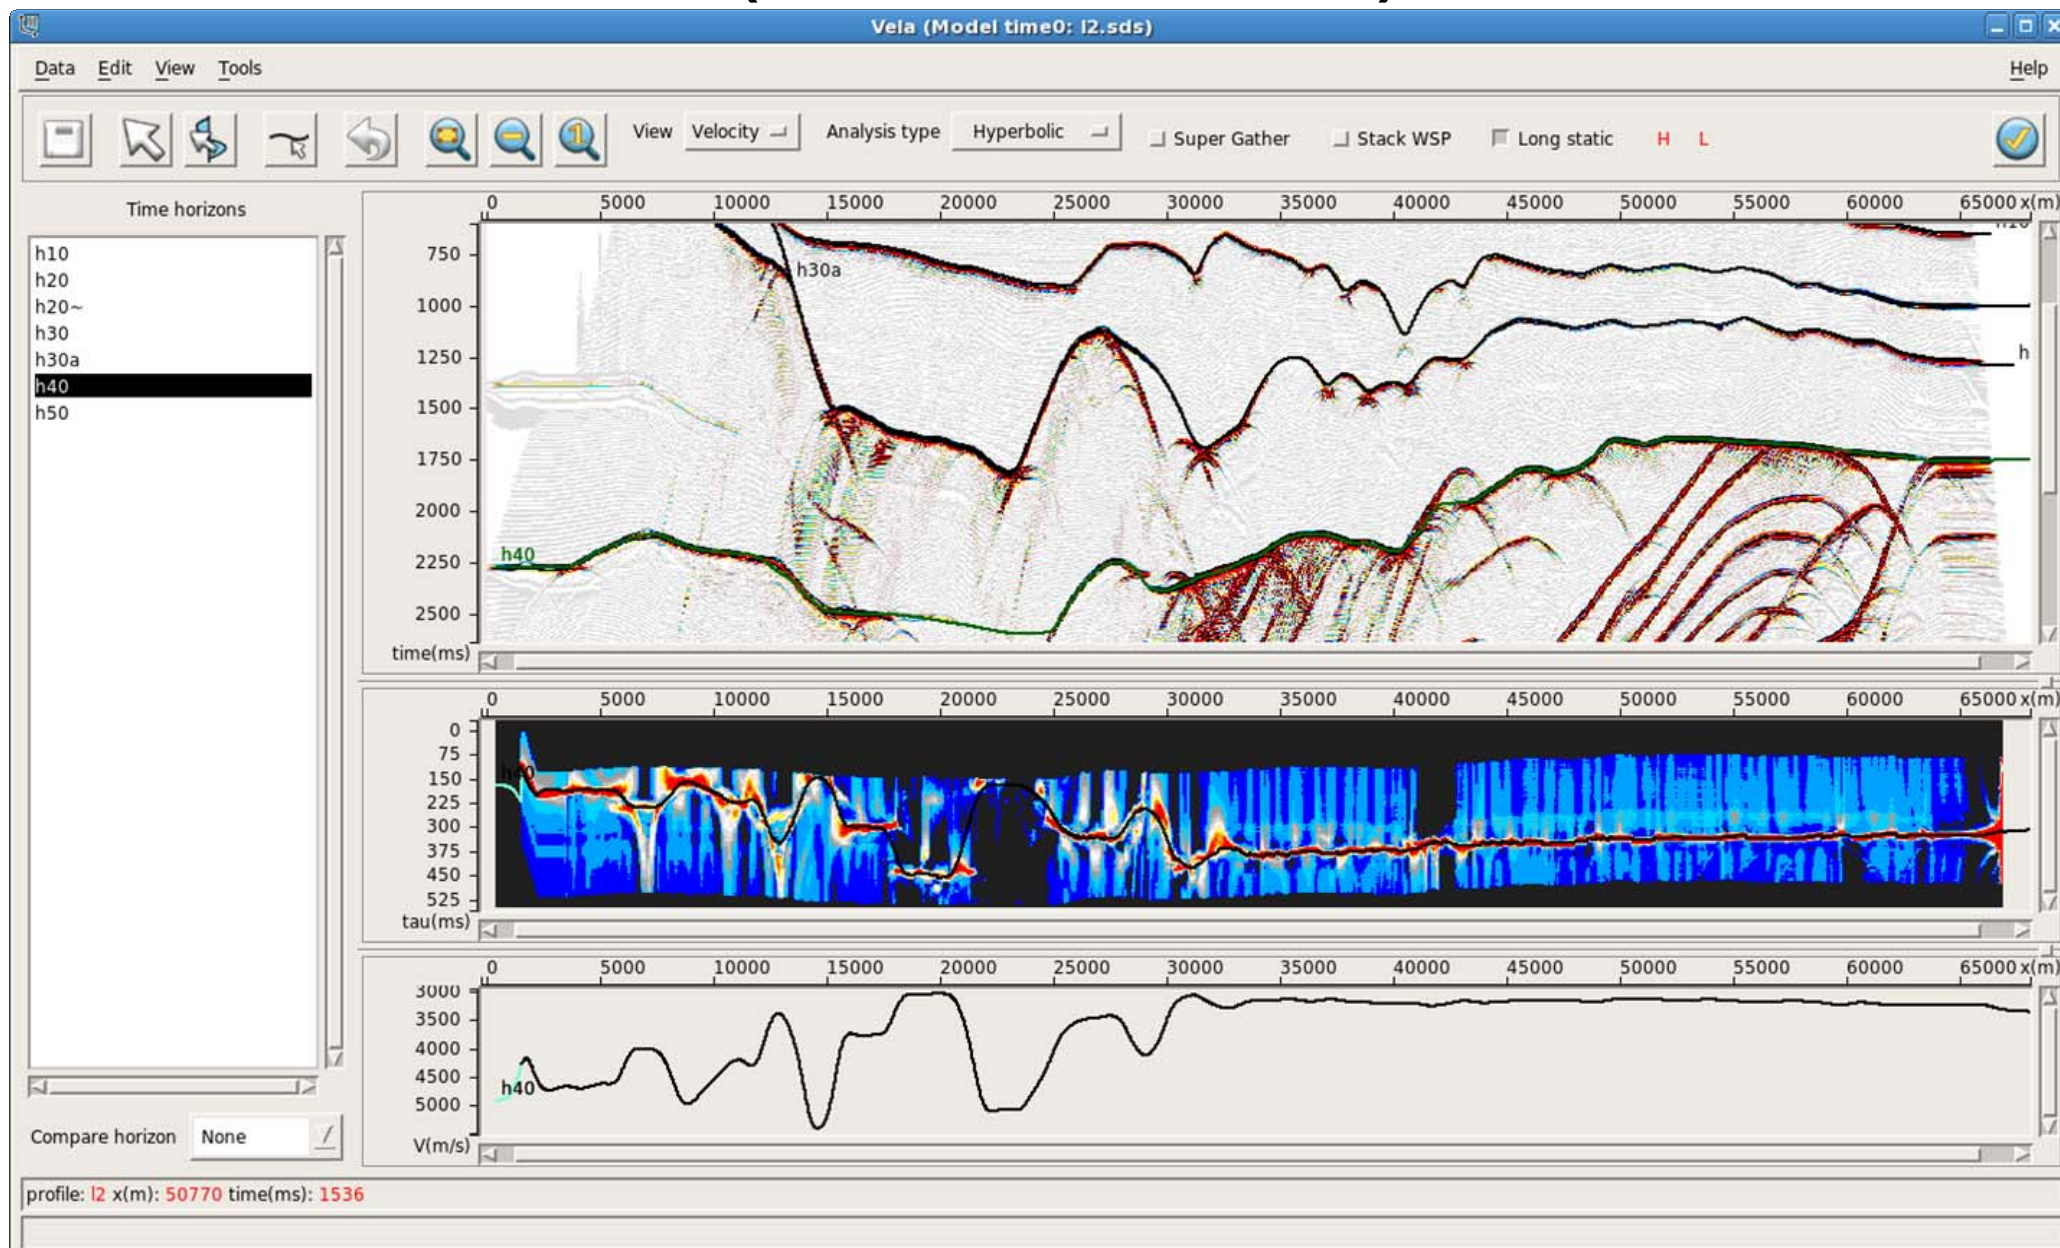 Vela (Model time0: l2.sds)
Data Edit View Tools Help
View Velocity Analysis type Hyperbolic Super Gather Stack WSP Long static H L
Time horizons
h10
h20
h20~
h30
h30a
h40
h50
Compare horizon None
0 5000 10000 15000 20000 25000 30000 35000 40000 45000 50000 55000 60000 65000 x(m)
750
h30a
1000
1250
h
1500
1750
2000
2250
h40
2500
time(ms)
0 5000 10000 15000 20000 25000 30000 35000 40000 45000 50000 55000 60000 65000 x(m)
0
75
150
h40
225
300
375
450
525
tau(ms)
0 5000 10000 15000 20000 25000 30000 35000 40000 45000 50000 55000 60000 65000 x(m)
3000
3500
4000
4500
h40
5000
V(m/s)
profile: l2 x(m): 50770 time(ms): 1536